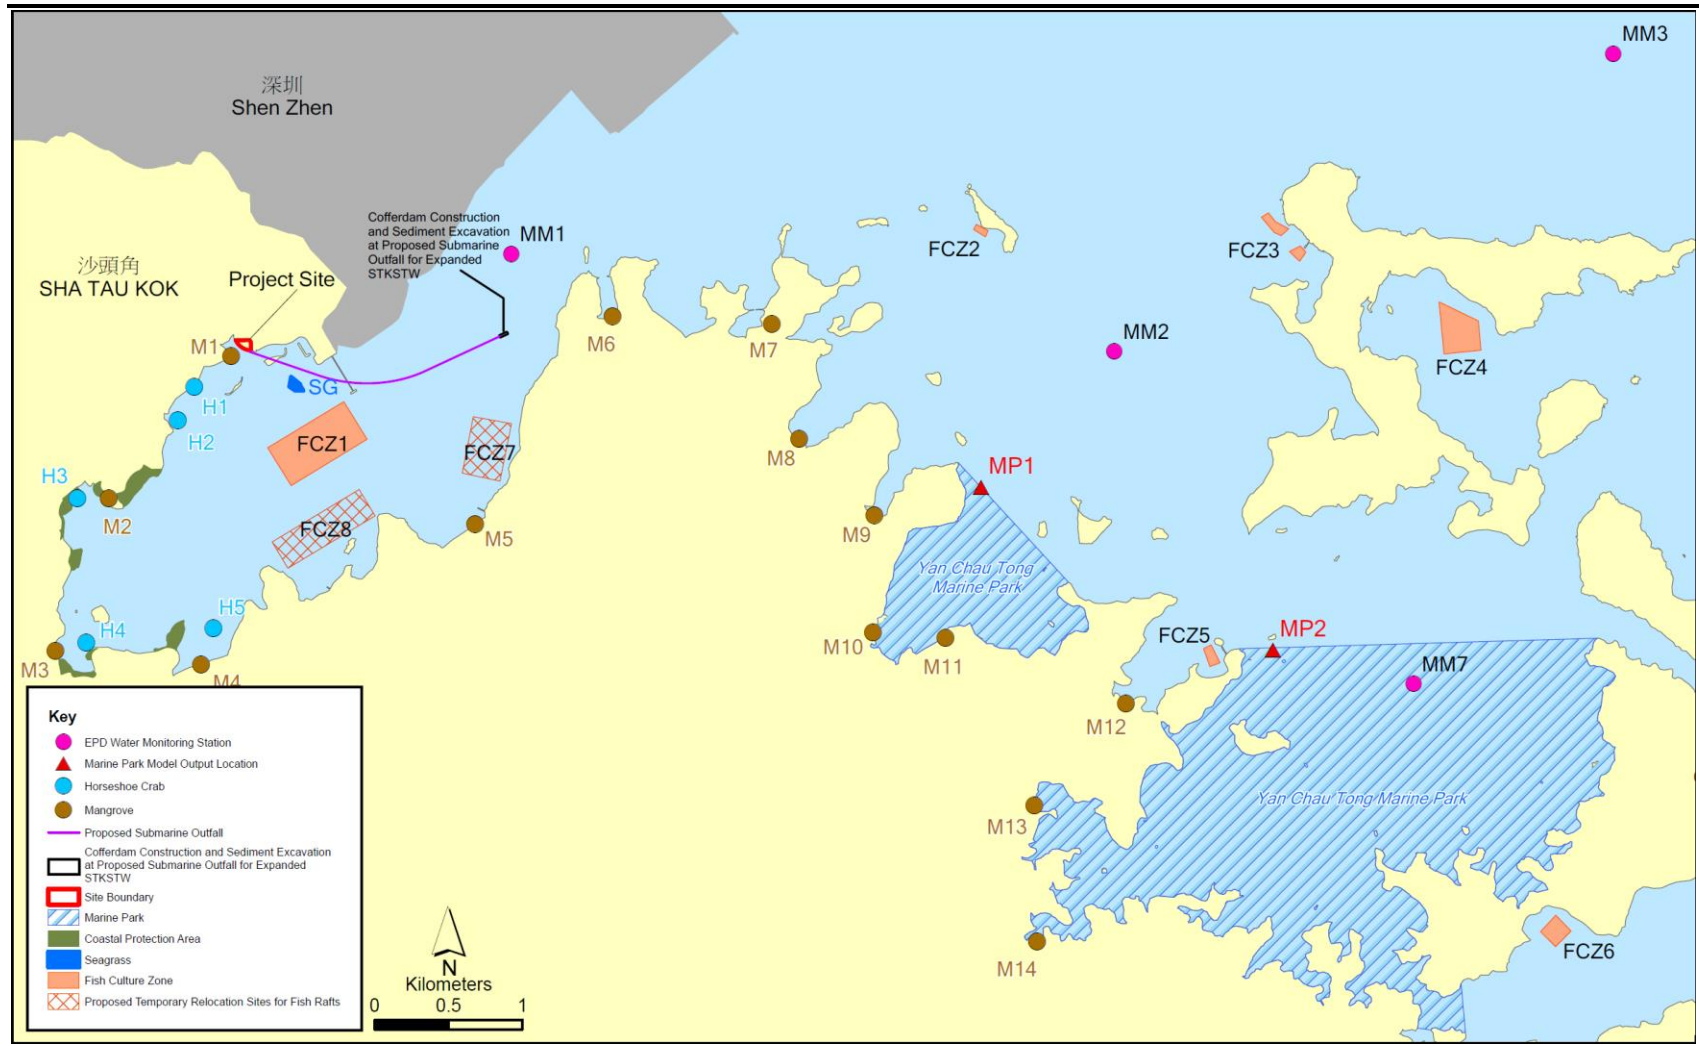 MM3
深圳
Shen Zhen
Cofferdam Construction
and Sediment Excavation
at Proposed Submarine
Outfall for Expanded
STKSTW
MM1
FCZ2
FCZ3
沙頭角
SHA TAU KOK
Project Site
M1
M6
M7
MM2
FCZ4
SG
H1
H2
FCZ1
FCZ7
M8
MP1
H3
M2
FCZ8
M5
M9
Yan Chau Tong
Marine Park
H5
H4
M3
M4
M10
M11
FCZ5
MP2
MM7
M12
Yan Chau Tong Marine Park
M13
M14
FCZ6
Key
EPD Water Monitoring Station
Marine Park Model Output Location
Horseshoe Crab
Mangrove
Proposed Submarine Outfall
Cofferdam Construction and Sediment Excavation
at Proposed Submarine Outfall for Expanded
STKSTW
Site Boundary
Marine Park
Coastal Protection Area
Seagrass
Fish Culture Zone
Proposed Temporary Relocation Sites for Fish Rafts
N
Kilometers
0 0.5 1